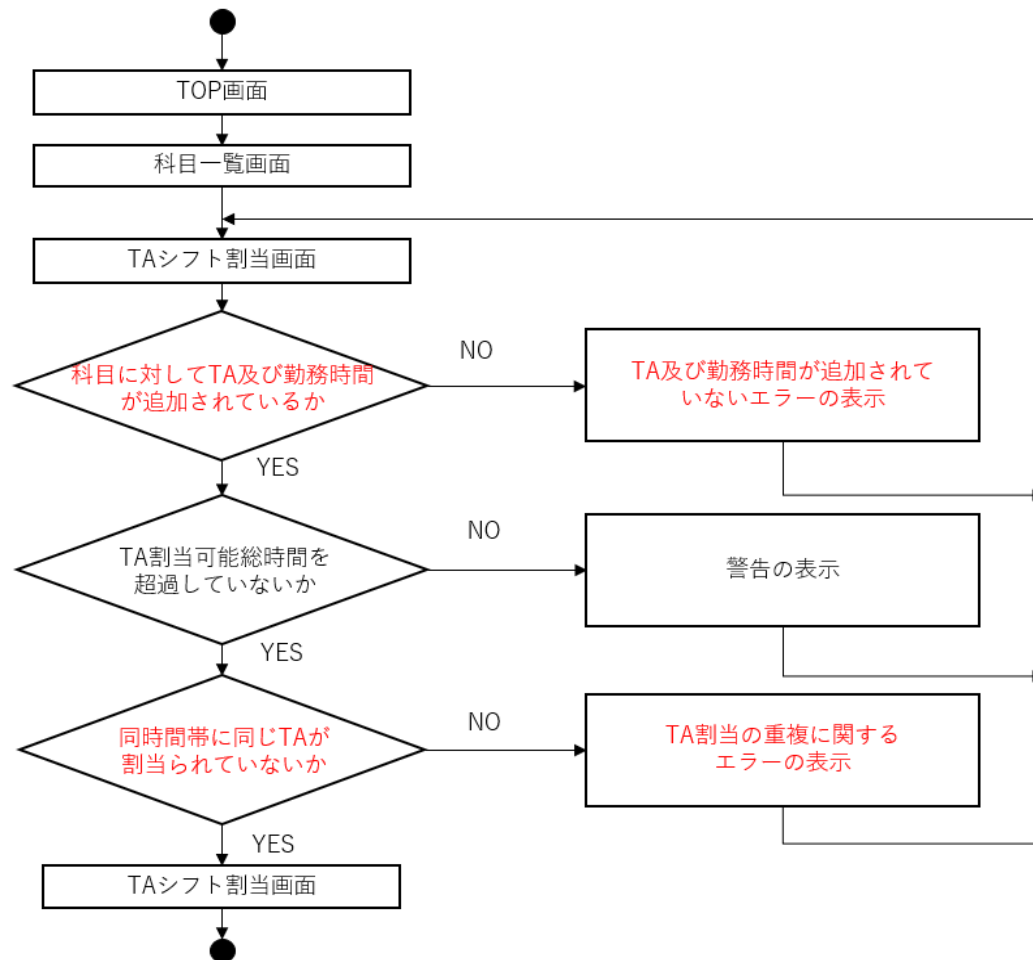 TOP画面
科目一覧画面
TAシフト割当画面
科目に対してTA及び勤務時間
が追加されているか
NO
TA及び勤務時間が追加されて
いないエラーの表示
YES
TA割当可能総時間を
超過していないか
NO
警告の表示
YES
同時間帯に同じTAが
割当られていないか
NO
TA割当の重複に関する
エラーの表示
YES
TAシフト割当画面